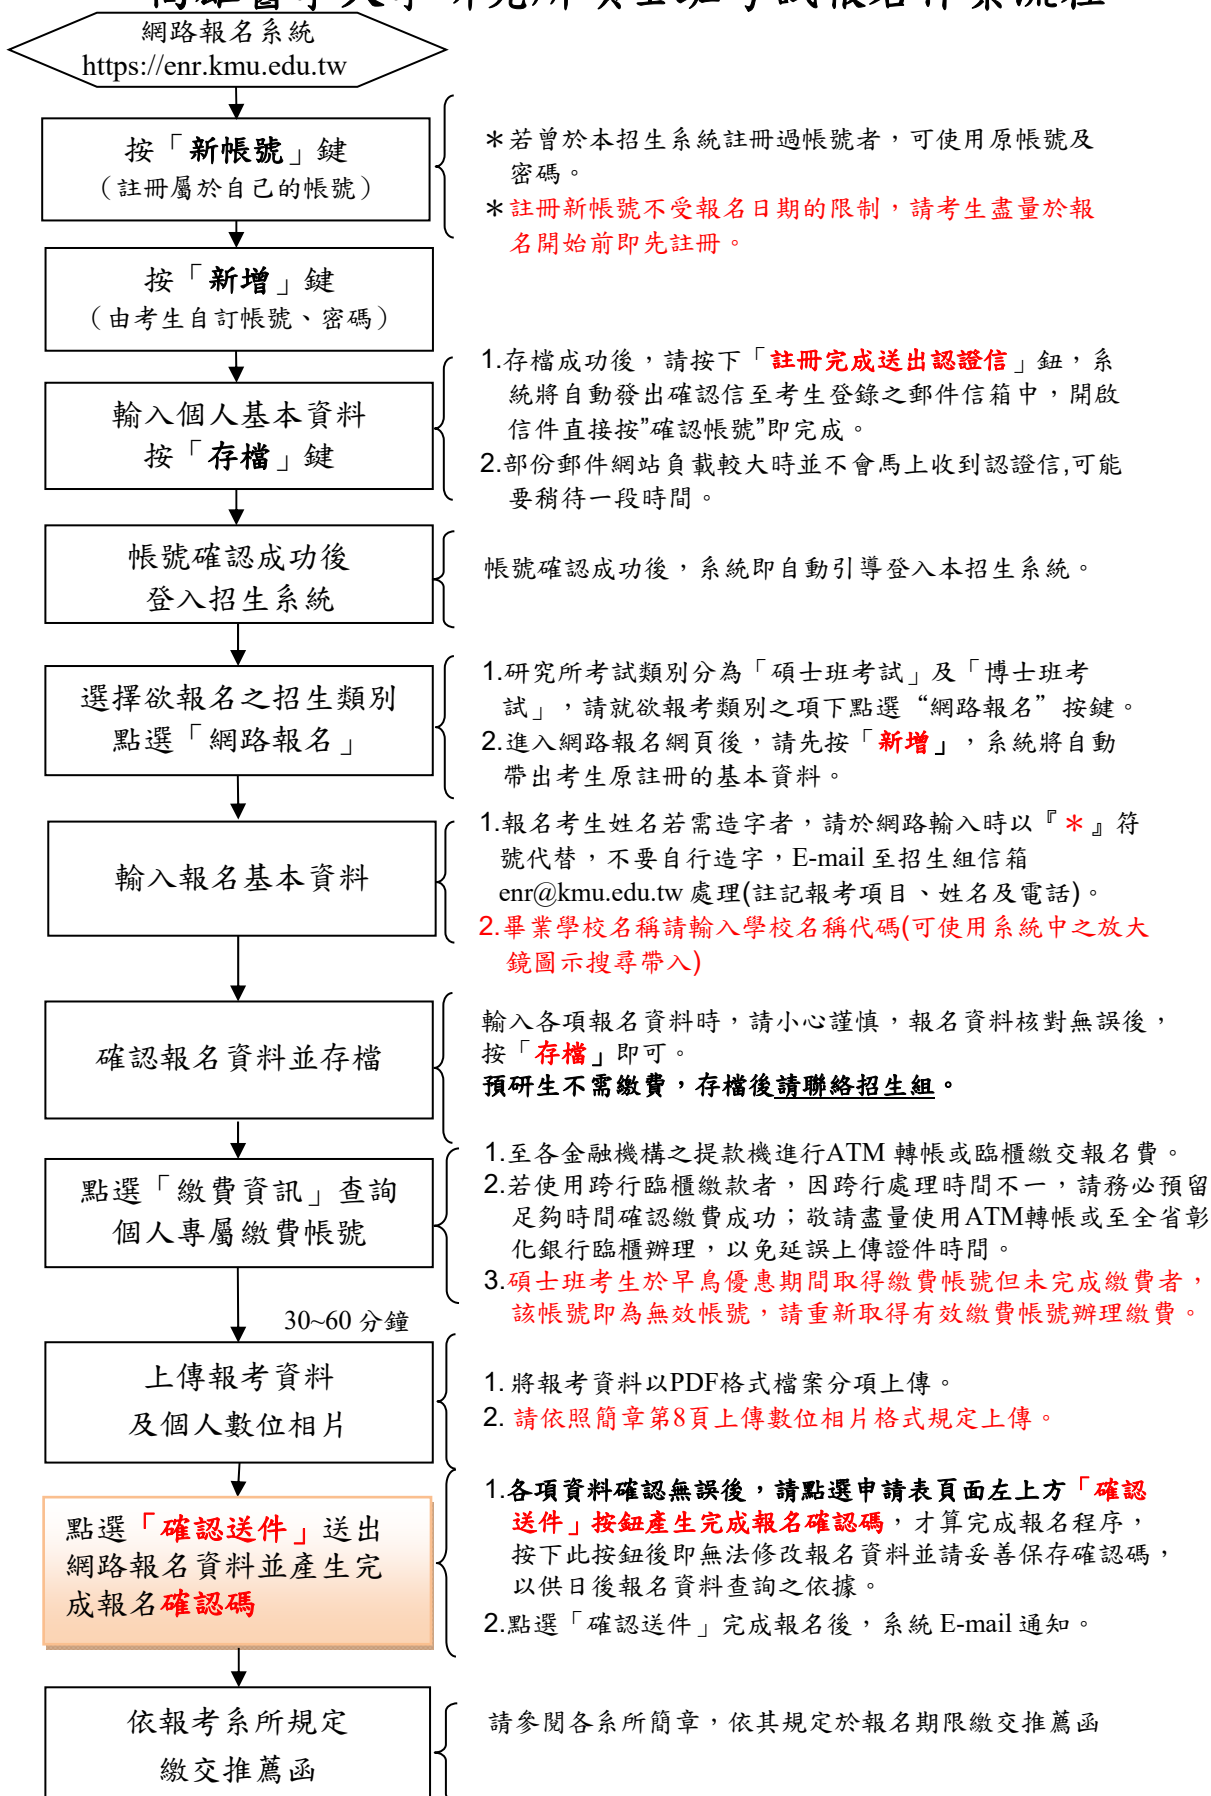 網路報名系統
https://enr.kmu.edu.tw
按「新帳號」鍵
（註冊屬於自己的帳號）
＊若曾於本招生系統註冊過帳號者，可使用原帳號及
密碼。
＊註冊新帳號不受報名日期的限制，請考生盡量於報
名開始前即先註冊。
按「新增」鍵
（由考生自訂帳號、密碼）
輸入個人基本資料
按「存檔」鍵
1.存檔成功後，請按下「註冊完成送出認證信」鈕，系
統將自動發出確認信至考生登錄之郵件信箱中，開啟
信件直接按”確認帳號”即完成。
2.部份郵件網站負載較大時並不會馬上收到認證信,可能
要稍待一段時間。
帳號確認成功後
登入招生系統
帳號確認成功後，系統即自動引導登入本招生系統。
選擇欲報名之招生類別
點選「網路報名」
1.研究所考試類別分為「碩士班考試」及「博士班考
試」，請就欲報考類別之項下點選“網路報名”按鍵。
2.進入網路報名網頁後，請先按「新增」，系統將自動
帶出考生原註冊的基本資料。
輸入報名基本資料
1.報名考生姓名若需造字者，請於網路輸入時以『＊』符
號代替，不要自行造字，E-mail 至招生組信箱
enr@kmu.edu.tw 處理(註記報考項目、姓名及電話)。
2.畢業學校名稱請輸入學校名稱代碼(可使用系統中之放大
鏡圖示搜尋帶入)
確認報名資料並存檔
輸入各項報名資料時，請小心謹慎，報名資料核對無誤後，
按「存檔」即可。
預研生不需繳費，存檔後請聯絡招生組。
點選「繳費資訊」查詢
個人專屬繳費帳號
1.至各金融機構之提款機進行ATM 轉帳或臨櫃繳交報名費。
2.若使用跨行臨櫃繳款者，因跨行處理時間不一，請務必預留
足夠時間確認繳費成功；敬請盡量使用ATM轉帳或至全省彰
化銀行臨櫃辦理，以免延誤上傳證件時間。
3.碩士班考生於早鳥優惠期間取得繳費帳號但未完成繳費者，
該帳號即為無效帳號，請重新取得有效繳費帳號辦理繳費。
30~60 分鐘
上傳報考資料
及個人數位相片
1. 將報考資料以PDF格式檔案分項上傳。
2. 請依照簡章第8頁上傳數位相片格式規定上傳。
點選「確認送件」送出
網路報名資料並產生完
成報名確認碼
1.各項資料確認無誤後，請點選申請表頁面左上方「確認
送件」按鈕產生完成報名確認碼，才算完成報名程序，
按下此按鈕後即無法修改報名資料並請妥善保存確認碼，
以供日後報名資料查詢之依據。
2.點選「確認送件」完成報名後，系統 E-mail 通知。
依報考系所規定
繳交推薦函
請參閱各系所簡章，依其規定於報名期限繳交推薦函